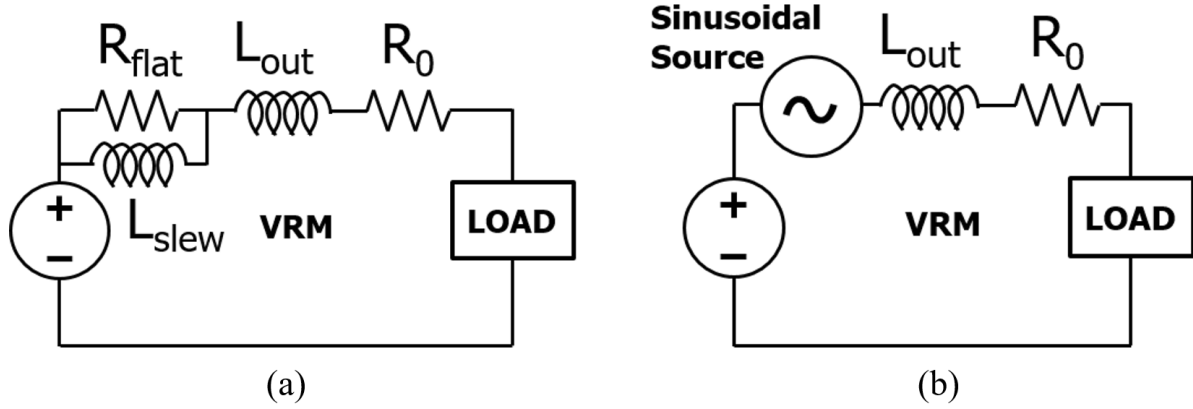 R_flat
L_out
R_0
L_slew
+
−
VRM
LOAD
(a)
Sinusoidal
Source
L_out
R_0
+
−
VRM
LOAD
(b)